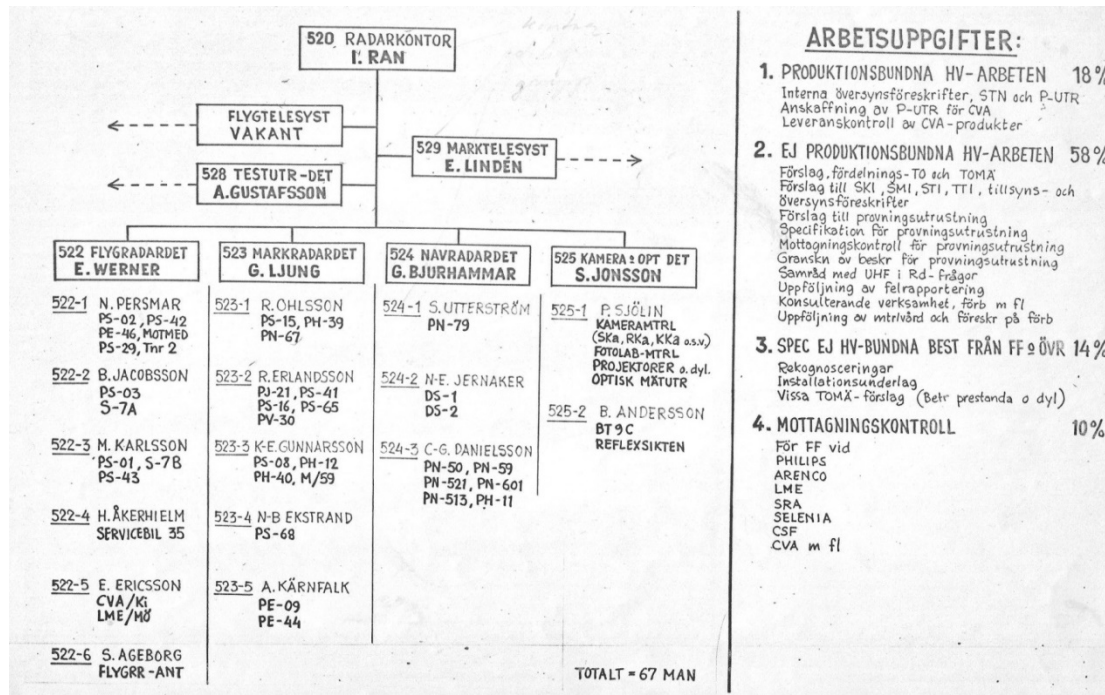 520 RADARKONTOR
I. RAN
FLYGTELESYST
VAKANT
529 MARKTELESYST
E. LINDÉN
528 TESTUTR-DET
A. GUSTAFSSON
522 FLYGRADARDET
E. WERNER
522-1 N. PERSMAR
PS-02, PS-42
PE-46, MOTMED
PS-29, Tnr 2
522-2 B. JACOBSSON
PS-03
S-7A
522-3 M. KARLSSON
PS-01, S-7B
PS-43
522-4 H. ÅKERHIELM
SERVICEBIL 35
522-5 E. ERICSSON
CVA/Ki
LME/Mö
522-6 S. AGEBORG
FLYGRR-ANT
523 MARKRADARDET
G. LJUNG
523-1 R. OHLSSON
PS-15, PH-39
PN-67
523-2 R. ERLANDSSON
PJ-21, PS-41
PS-16, PS-65
PV-30
523-3 K-E. GUNNARSSON
PS-08, PH-12
PH-40, M/59
523-4 N-B EKSTRAND
PS-68
523-5 A. KÄRNFALK
PE-09
PE-44
524 NAVRADARDET
G. BJURHAMMAR
524-1 S. UTTERSTRÖM
PN-79
524-2 N-E. JERNAKER
DS-1
DS-2
524-3 C-G. DANIELSSON
PN-50, PN-59
PN-521, PN-601
PN-513, PH-11
525 KAMERA o OPT DET
S. JONSSON
525-1 P. SJÖLIN
KAMERAMTRL
(SKa, RKa, KKa o.s.v)
FOTOLAB-MTRL
PROJEKTORER o. dyl.
OPTISK MÄTUTR
525-2 B. ANDERSSON
BT 9C
REFLEXSIKTEN
TOTALT = 67 MAN
ARBETSUPPGIFTER:
1. PRODUKTIONSBUNDNA HV-ARBETEN 18%
Interna översynsföreskrifter, STN och P-UTR
Anskaffning av P-UTR för CVA
Leveranskontroll av CVA-produkter
2. EJ PRODUKTIONSBUNDNA HV-ARBETEN 58%
Förslag, fördelnings-TO och TOMÄ
Förslag till SKI, SMI, STI, TTI, tillsyns- och
översynsföreskrifter
Förslag till provningsutrustning
Specifikation för provningsutrustning
Mottagningskontroll för provningsutrustning
Granskn av beskr för provningsutrustning
Samråd med UHF i Rd-frågor
Uppföljning av felrapportering
Konsulterande verksamhet, förb m fl
Uppföljning av mtrlvård och föreskr på förb
3. SPEC EJ HV-BUNDNA BEST FRÅN FF o ÖVR 14%
Rekognosceringar
Installationsunderlag
Vissa TOMÄ-förslag (Betr prestanda o dyl)
4. MOTTAGNINGSKONTROLL 10%
För FF vid
PHILIPS
ARENCO
LME
SRA
SELENIA
CSF
CVA m fl